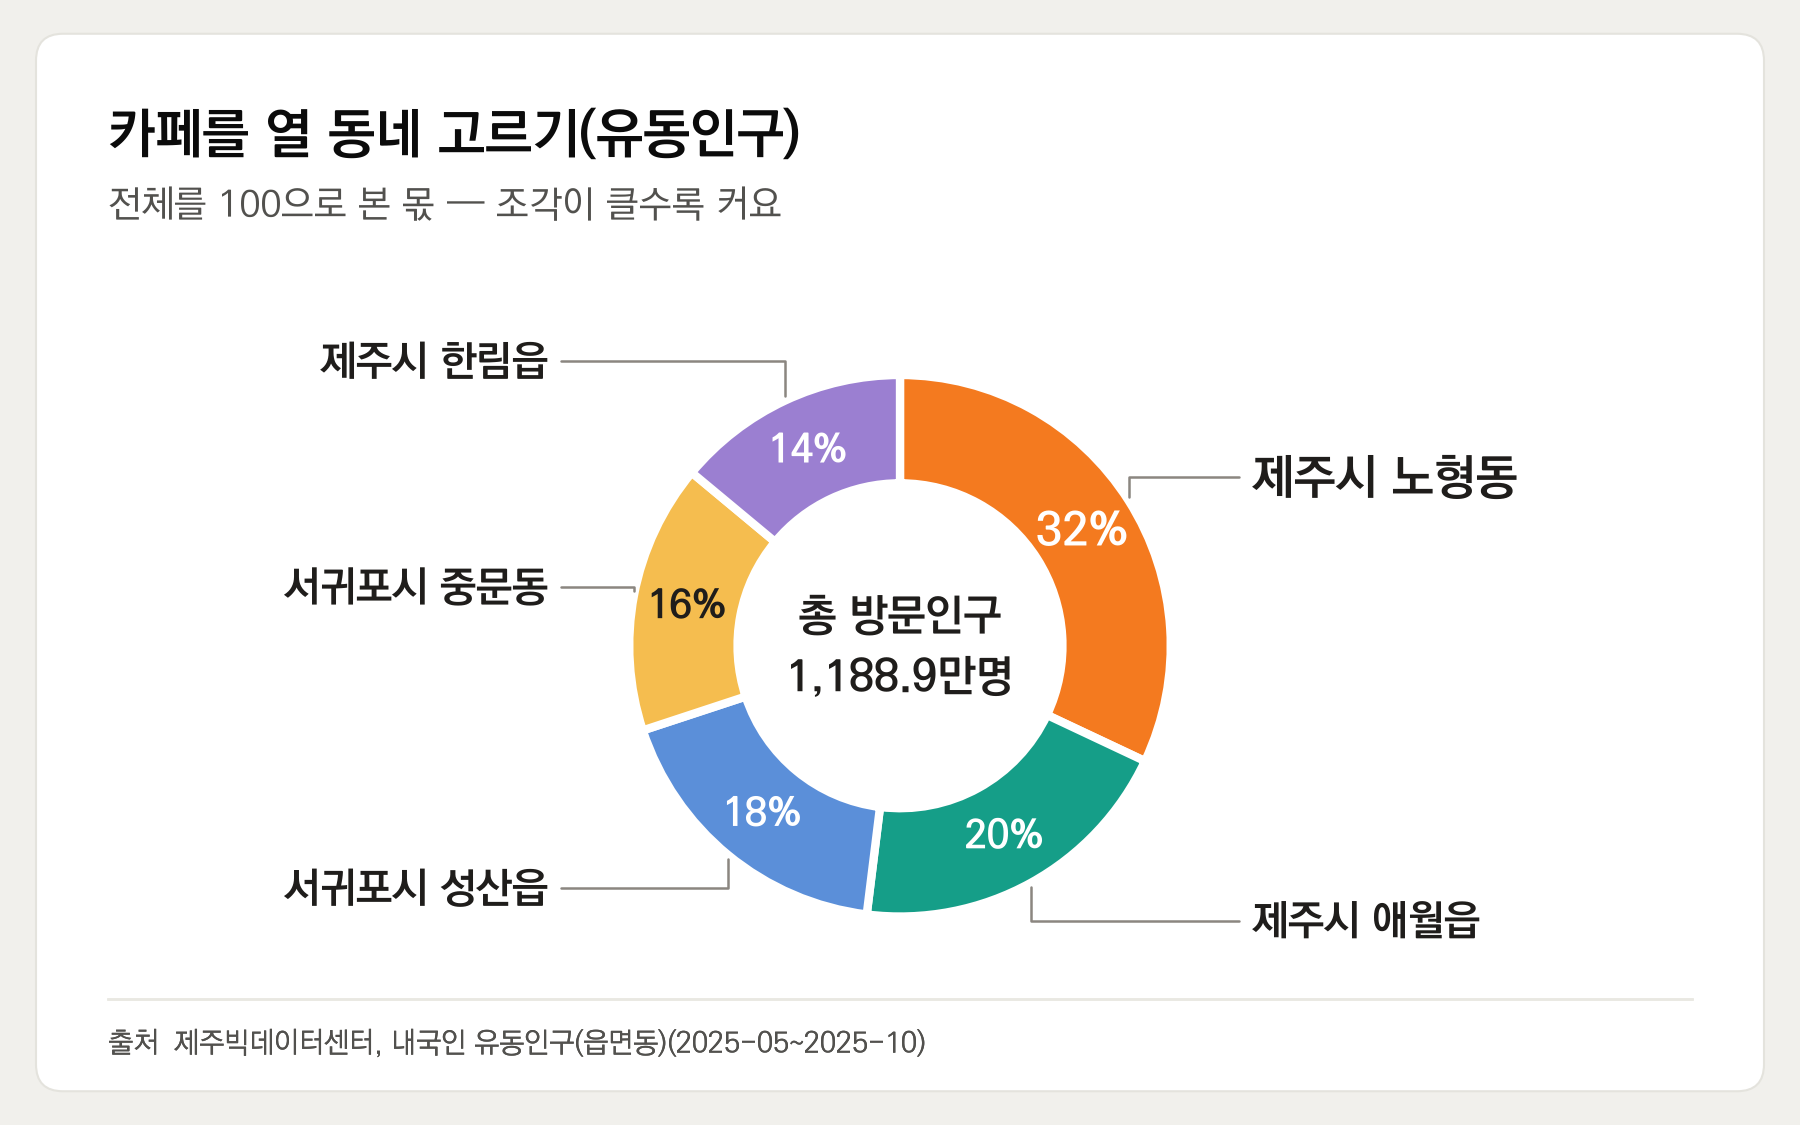 카페를 열 동네 고르기(유동인구)
전체를 100으로 본 몫 — 조각이 클수록 커요
제주시 한림읍
14%
제주시 노형동
32%
서귀포시 중문동
16%
총 방문인구
1,188.9만명
18%
20%
서귀포시 성산읍
제주시 애월읍
출처 제주빅데이터센터, 내국인 유동인구(읍면동)(2025-05~2025-10)